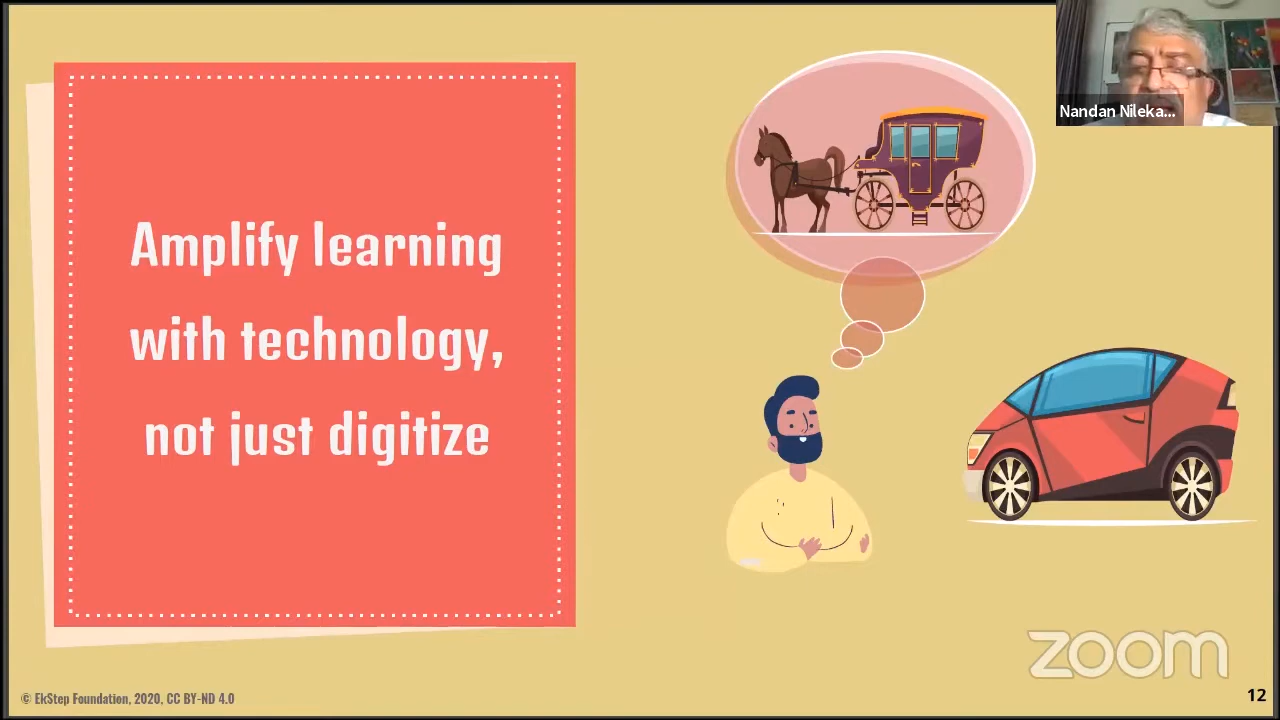 Amplify learning
with technology,
not just digitize
Nandan Nileka...
zoom
© EkStep Foundation, 2020, CC BY-ND 4.0
12